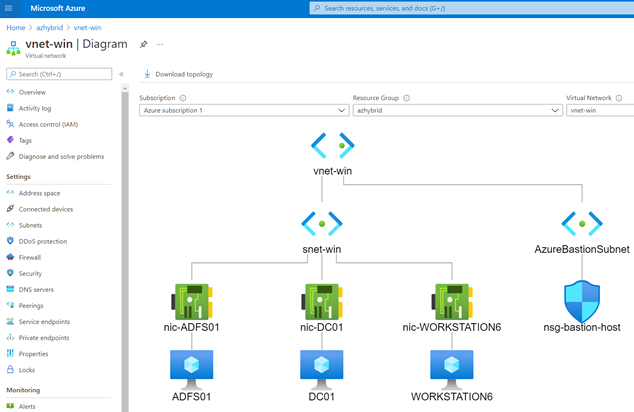 Microsoft Azure
Search resources, services, and docs (G+/)
Home > azhybrid > vnet-win
vnet-win | Diagram
Virtual network
Search (Ctrl+/)
Download topology
Overview
Activity log
Access control (IAM)
Tags
Diagnose and solve problems
Settings
Address space
Connected devices
Subnets
DDoS protection
Firewall
Security
DNS servers
Peerings
Service endpoints
Private endpoints
Properties
Locks
Monitoring
Alerts
Subscription
Resource Group
Virtual Network
Azure subscription 1
azhybrid
vnet-win
vnet-win
snet-win
AzureBastionSubnet
nic-ADFS01
nic-DC01
nic-WORKSTATION6
nsg-bastion-host
ADFS01
DC01
WORKSTATION6